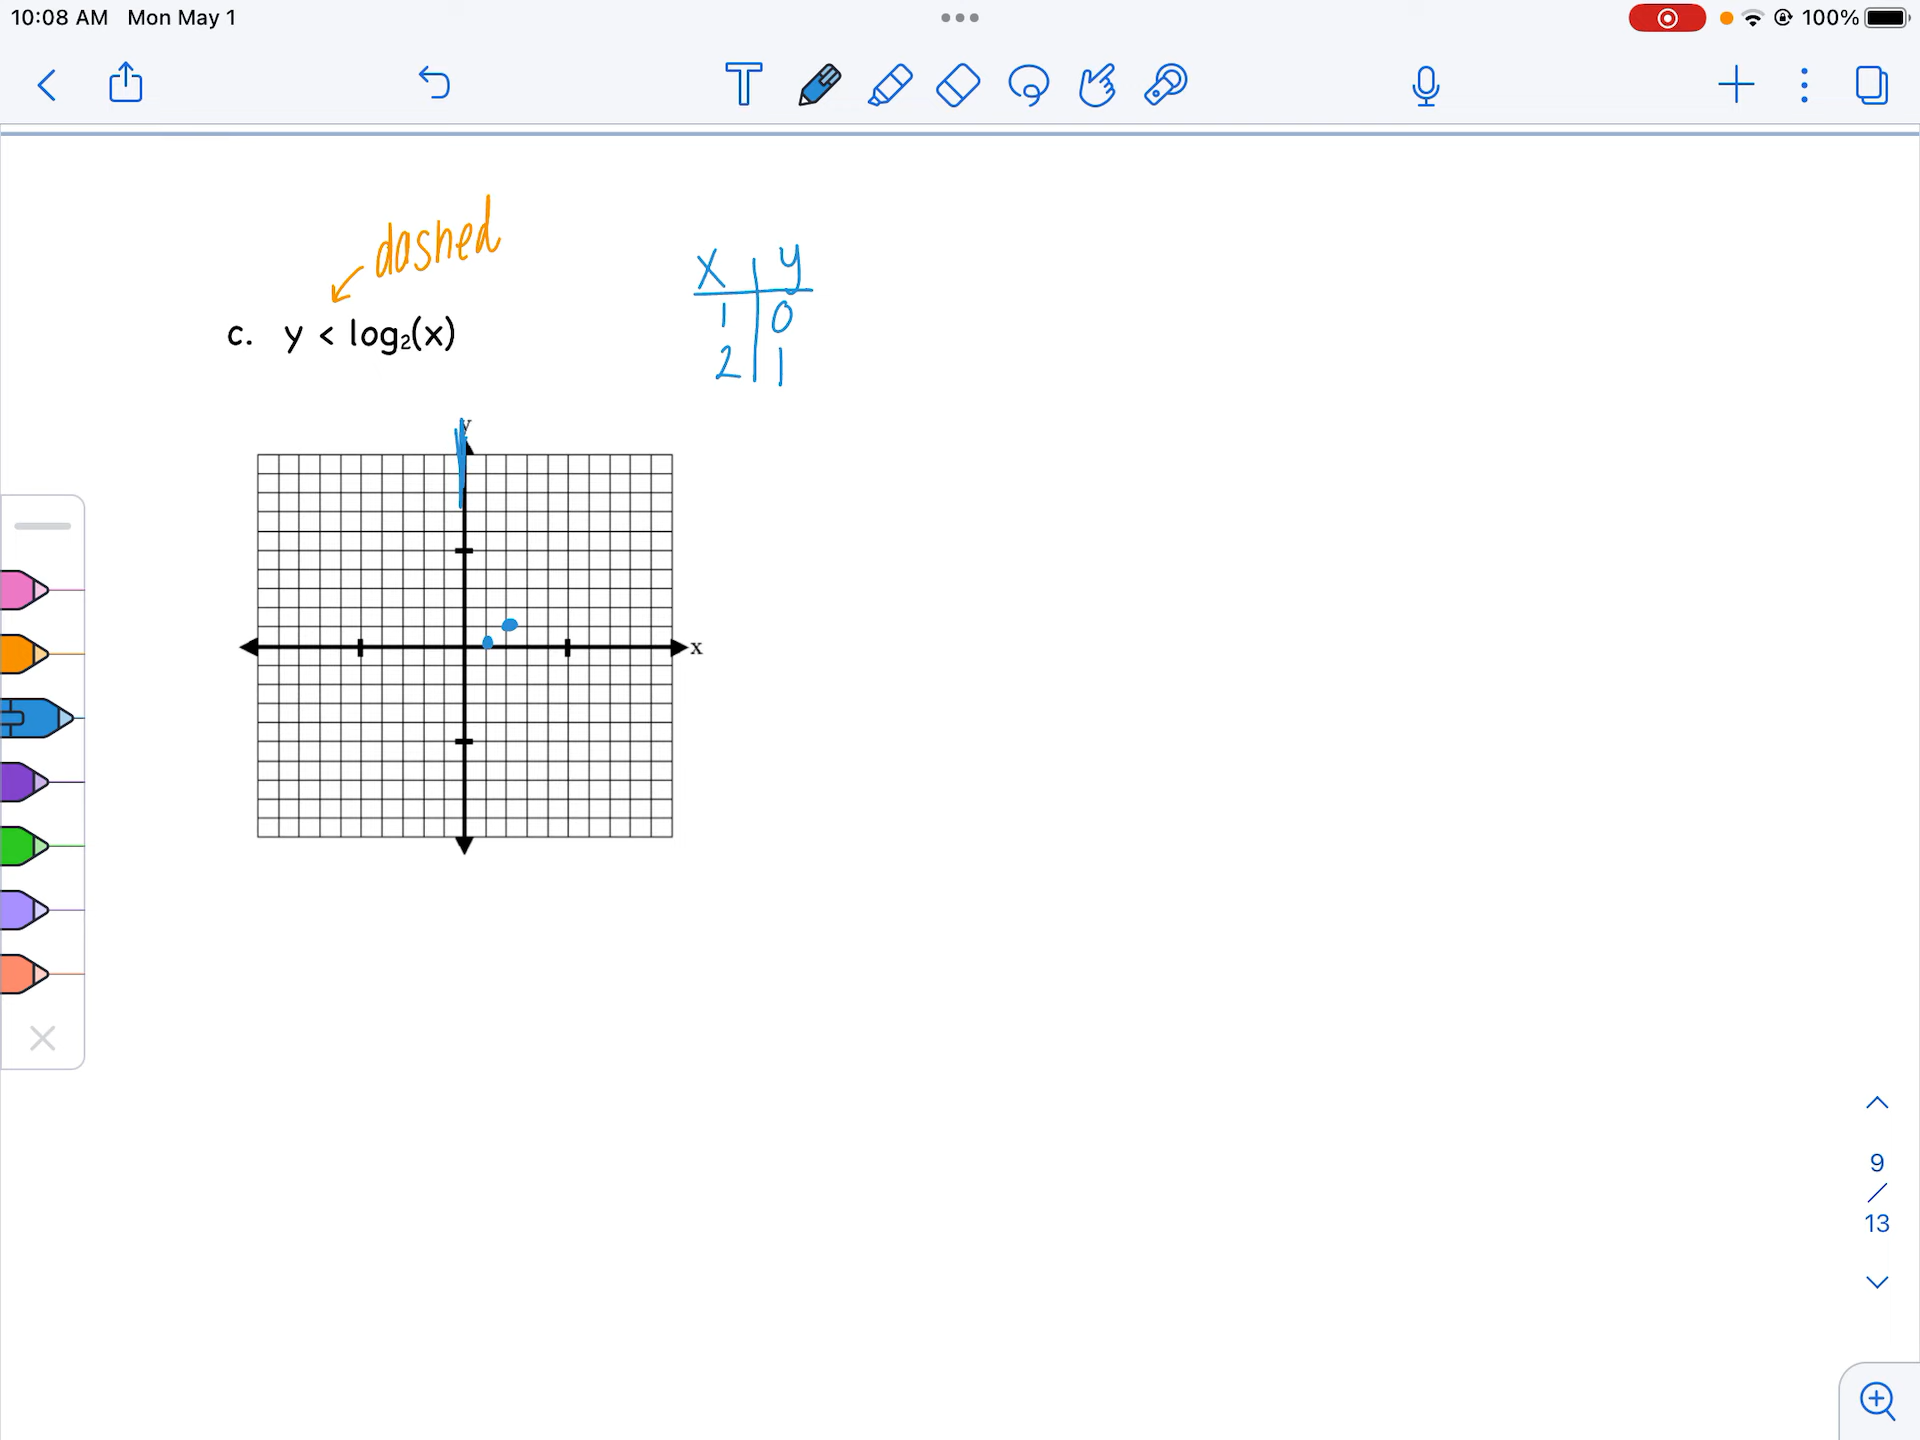 10:08 AM Mon May 1
100%
dashed
c. y < log₂(x)
x y
1 0
2 1
y
x
9
/
13